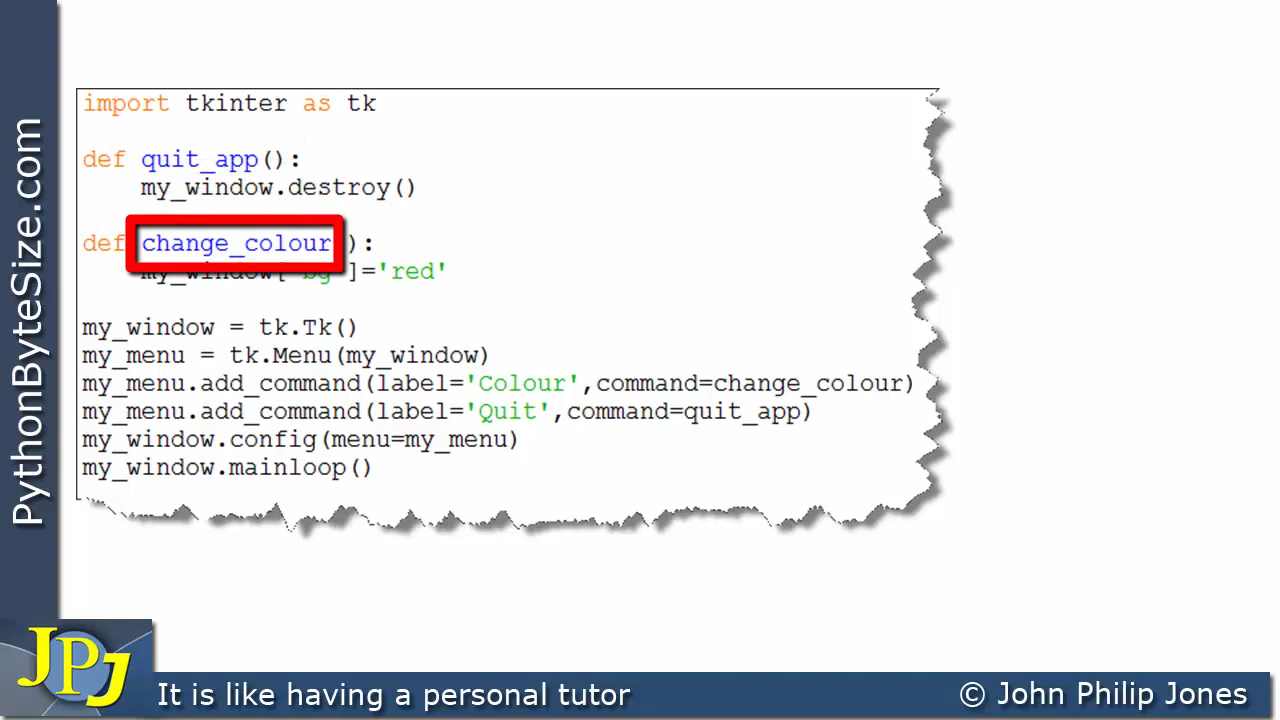 PythonByteSize.com
import tkinter as tk
def quit_app():
my_window.destroy()
def change_colour ):
my_window[ bg ]='red'
my_window = tk.Tk()
my_menu = tk.Menu(my_window)
my_menu.add_command(label='Colour',command=change_colour)
my_menu.add_command(label='Quit',command=quit_app)
my_window.config(menu=my_menu)
my_window.mainloop()
JPJ
It is like having a personal tutor
© John Philip Jones